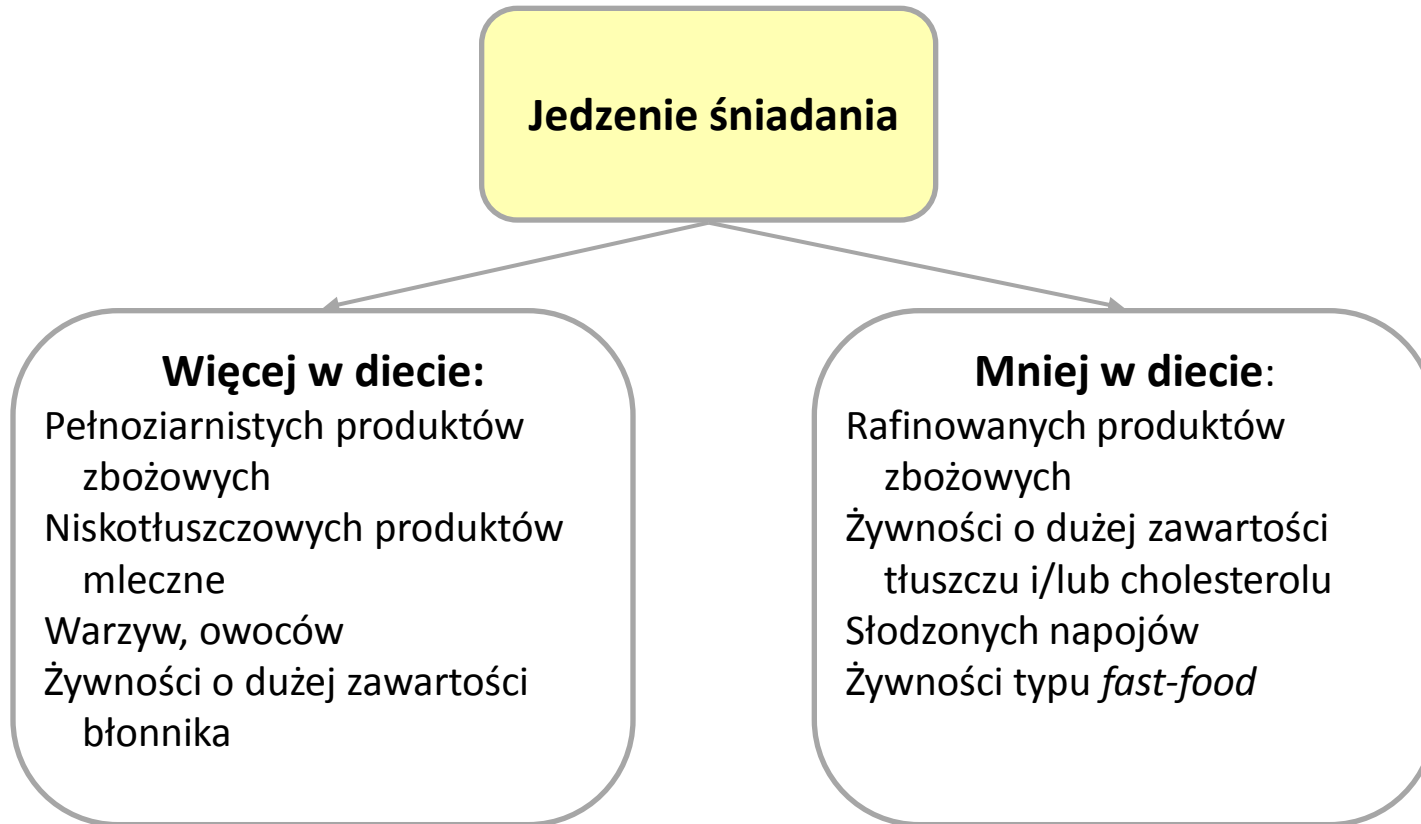 Jedzenie śniadania
Więcej w diecie:
Pełnoziarnistych produktów
zbożowych
Niskotłuszczowych produktów
mleczne
Warzyw, owoców
Żywności o dużej zawartości
błonnika
Mniej w diecie:
Rafinowanych produktów
zbożowych
Żywności o dużej zawartości
tłuszczu i/lub cholesterolu
Słodzonych napojów
Żywności typu fast-food